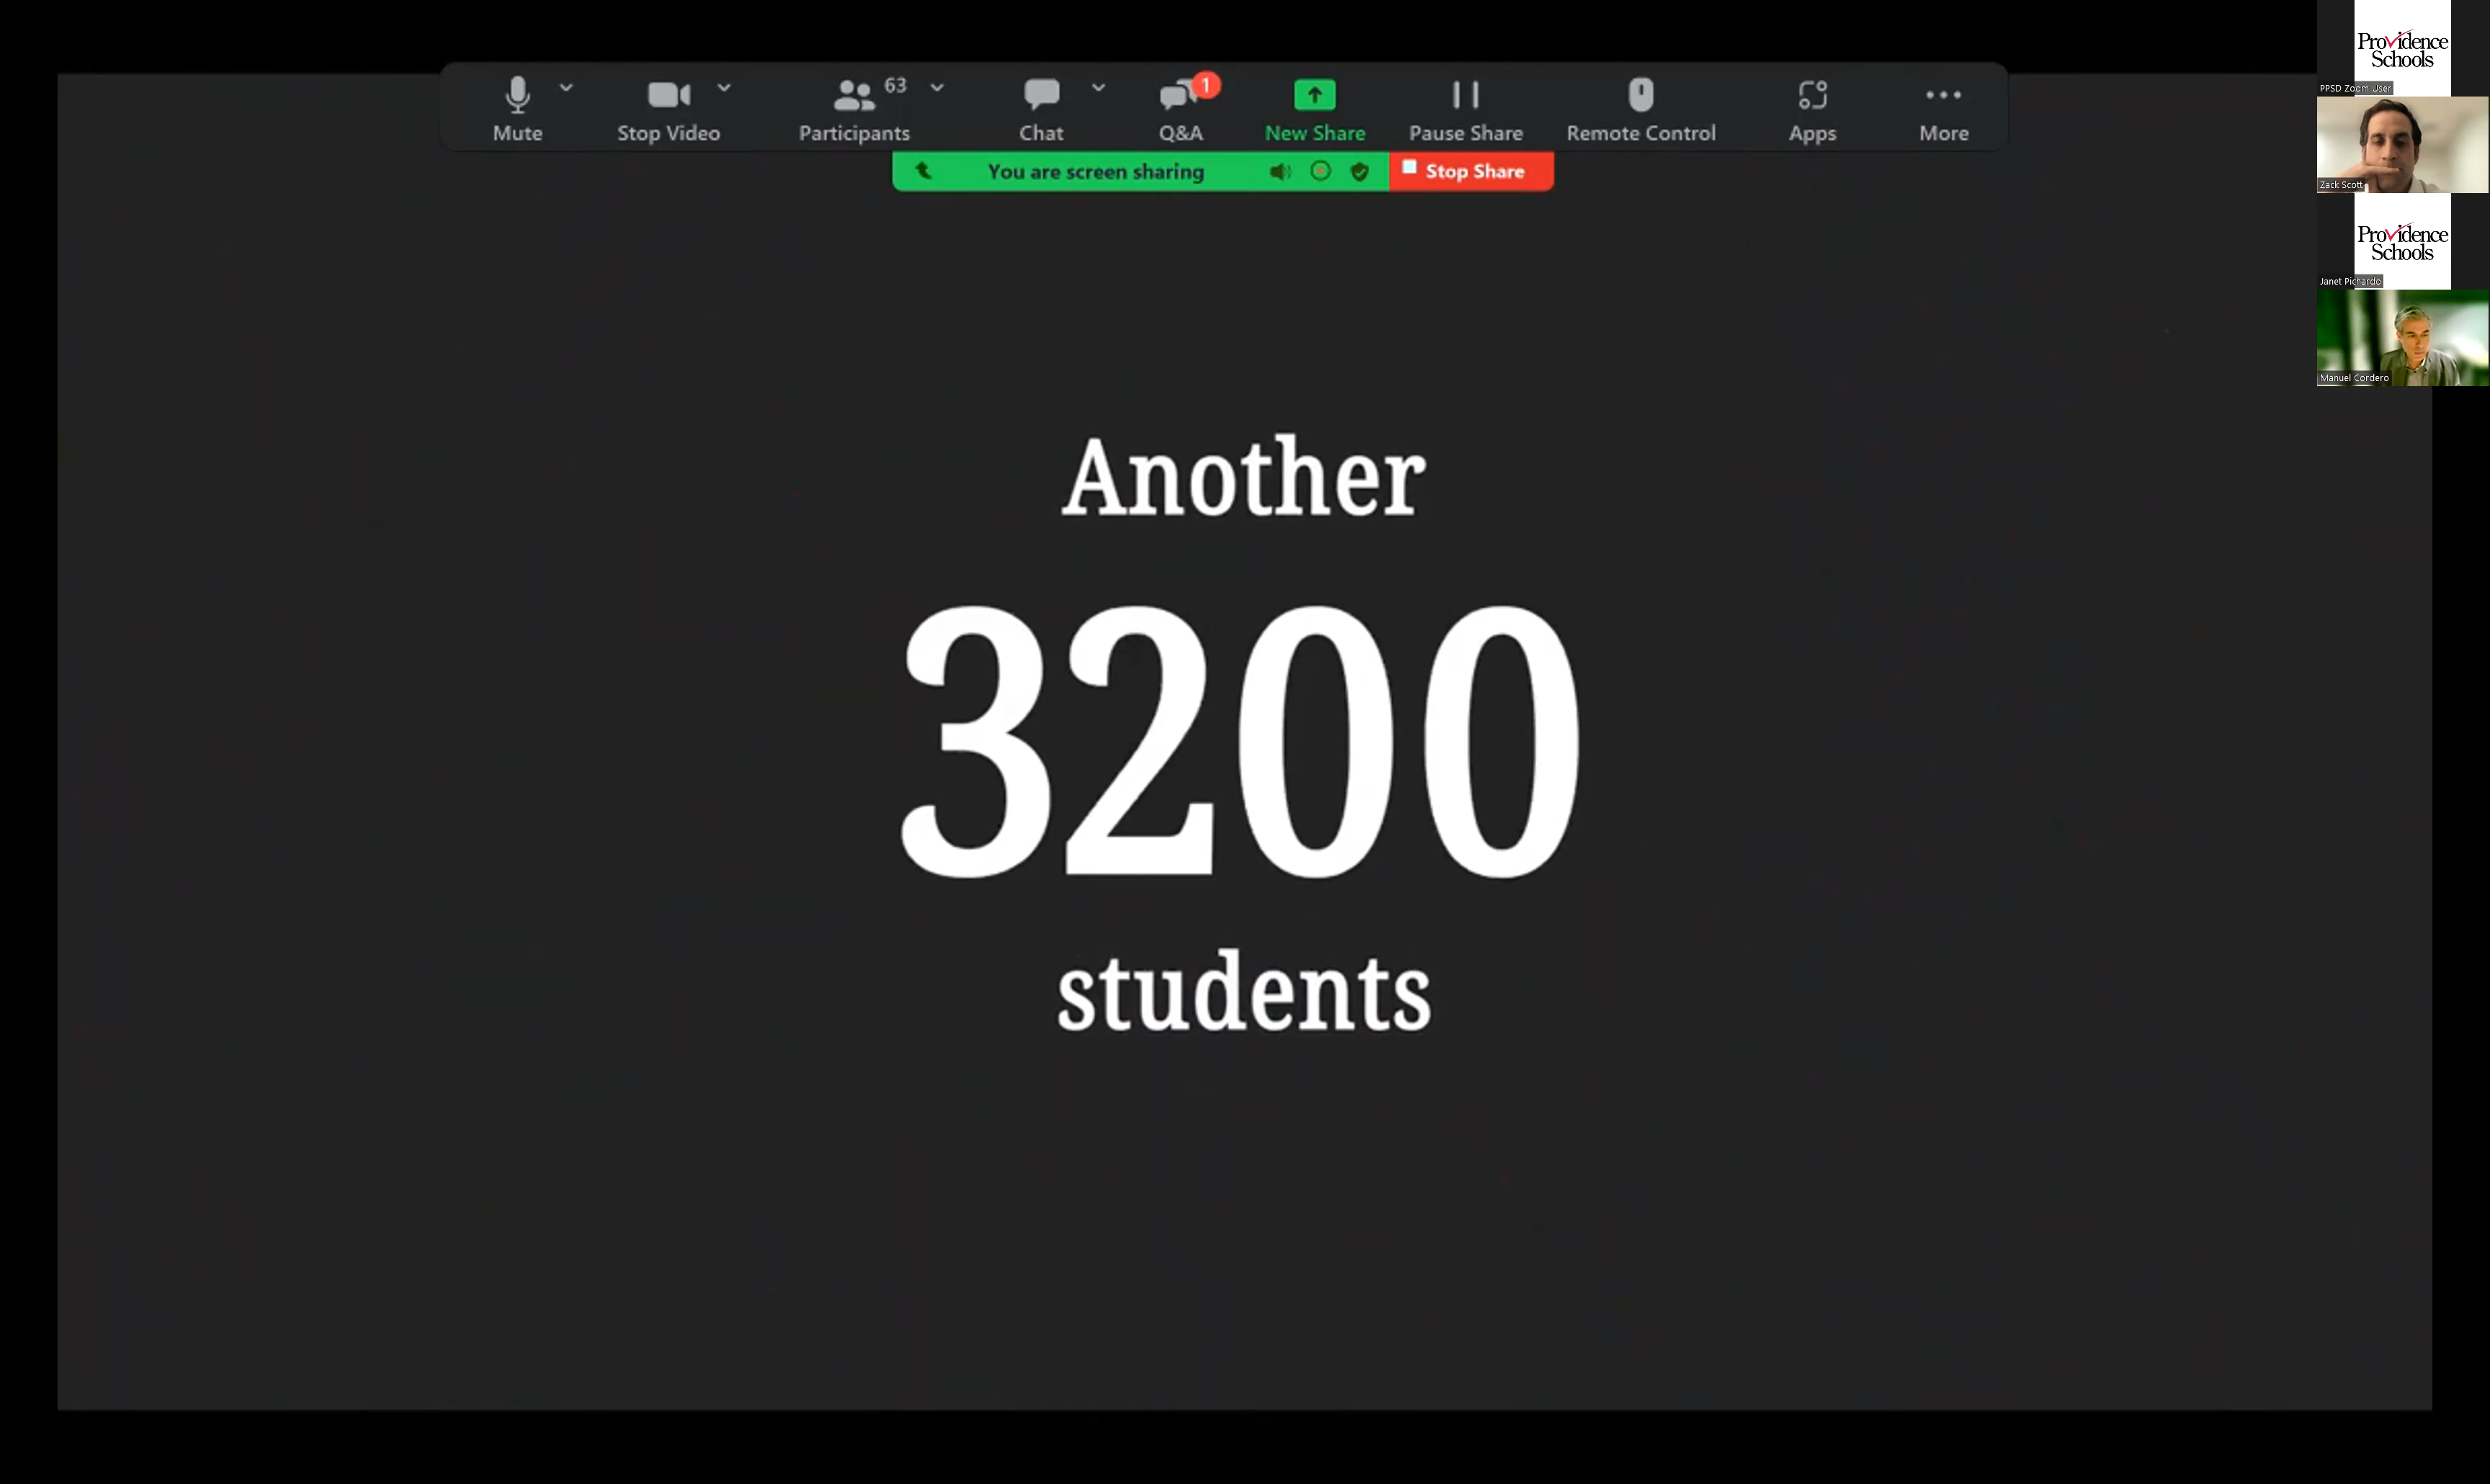 Mute
Stop Video
Participants
63
Chat
Q&A
1
New Share
Pause Share
Remote Control
Apps
More
You are screen sharing
Stop Share
Another
3200
students
Providence
Schools
PPSD Zoom User
Zack Scott
Providence
Schools
Janet Pichardo
Manuel Cordero